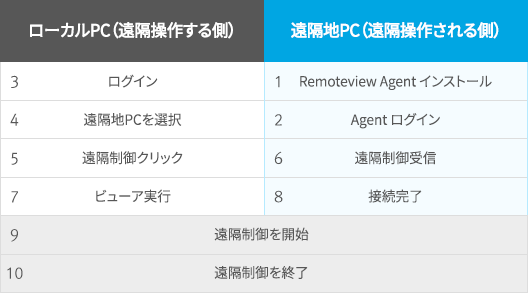 ローカルPC（遠隔操作する側） 遠隔地PC（遠隔操作される側）
3 ログイン 1 Remoteview Agent インストール
4 遠隔地PCを選択 2 Agent ログイン
5 遠隔制御クリック 6 遠隔制御受信
7 ビューア実行 8 接続完了
9 遠隔制御を開始
10 遠隔制御を終了